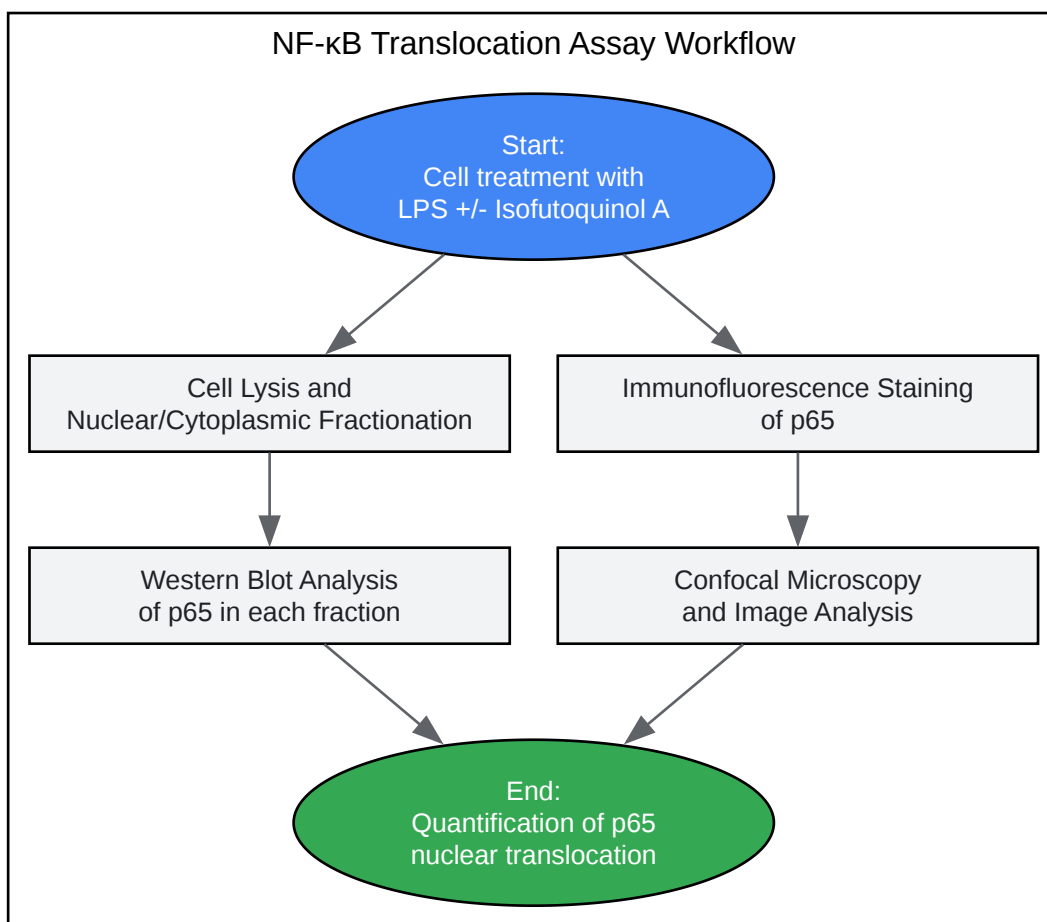 NF-κB Translocation Assay Workflow
Start:
Cell treatment with
LPS +/- Isofutoquinol A
Cell Lysis and
Nuclear/Cytoplasmic Fractionation
Immunofluorescence Staining
of p65
Western Blot Analysis
of p65 in each fraction
Confocal Microscopy
and Image Analysis
End:
Quantification of p65
nuclear translocation